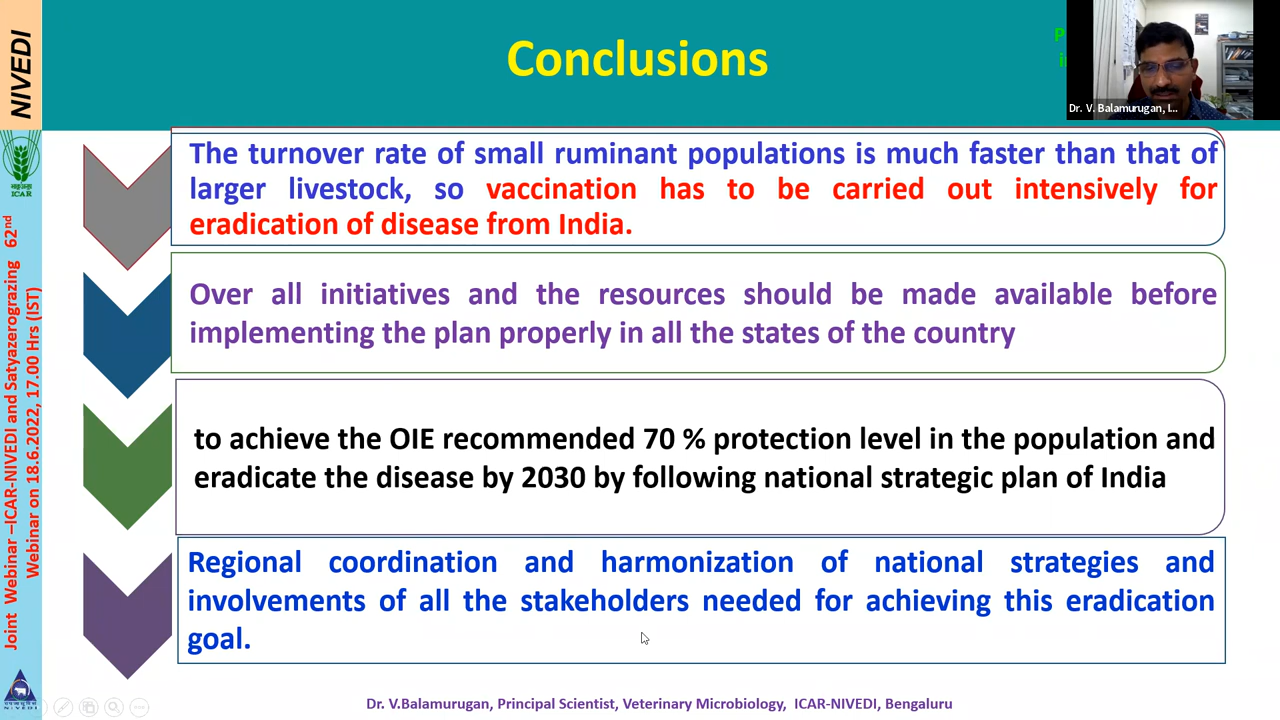 Conclusions
P
i
Dr. V. Balamurugan, I...
The turnover rate of small ruminant populations is much faster than that of
larger livestock, so vaccination has to be carried out intensively for
eradication of disease from India.
Over all initiatives and the resources should be made available before
implementing the plan properly in all the states of the country
to achieve the OIE recommended 70 % protection level in the population and
eradicate the disease by 2030 by following national strategic plan of India
Regional coordination and harmonization of national strategies and
involvements of all the stakeholders needed for achieving this eradication
goal.
Dr. V.Balamurugan, Principal Scientist, Veterinary Microbiology, ICAR-NIVEDI, Bengaluru
NIVEDI
ICAR
Joint Webinar –ICAR-NIVEDI and Satyazerograzing 62nd
Webinar on 18.6.2022, 17.00 Hrs (IST)
NIVEDI